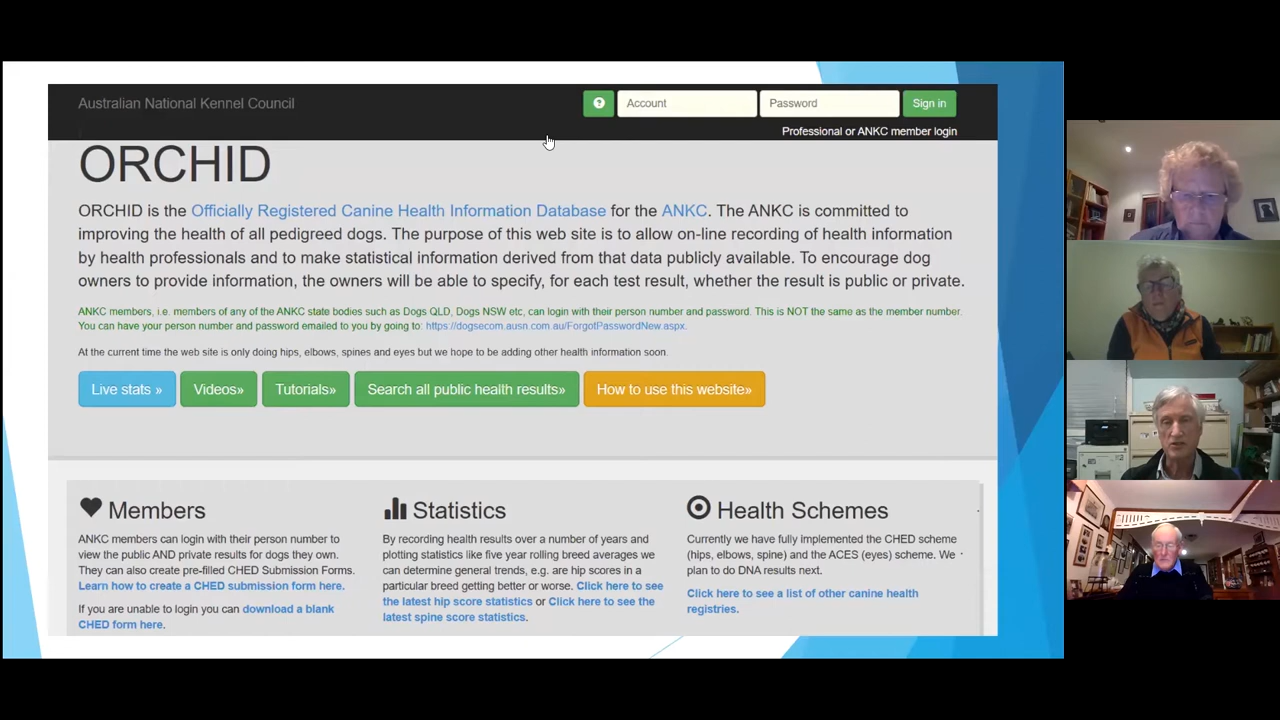 Australian National Kennel Council
Account
Password
Sign in
Professional or ANKC member login
ORCHID
ORCHID is the Officially Registered Canine Health Information Database for the ANKC. The ANKC is committed to
improving the health of all pedigreed dogs. The purpose of this web site is to allow on-line recording of health information
by health professionals and to make statistical information derived from that data publicly available. To encourage dog
owners to provide information, the owners will be able to specify, for each test result, whether the result is public or private.
ANKC members, i.e. members of any of the ANKC state bodies such as Dogs QLD, Dogs NSW etc, can login with their person number and password. This is NOT the same as the member number.
You can have your person number and password emailed to you by going to: https://dogsecom.ausn.com.au/ForgotPasswordNew.aspx.
At the current time the web site is only doing hips, elbows, spines and eyes but we hope to be adding other health information soon.
Live stats »
Videos»
Tutorials»
Search all public health results»
How to use this website»
Members
ANKC members can login with their person number to
view the public AND private results for dogs they own.
They can also create pre-filled CHED Submission Forms.
Learn how to create a CHED submission form here.
If you are unable to login you can download a blank
CHED form here.
Statistics
By recording health results over a number of years and
plotting statistics like five year rolling breed averages we
can determine general trends, e.g. are hip scores in a
particular breed getting better or worse. Click here to see
the latest hip score statistics or Click here to see the
latest spine score statistics.
Health Schemes
Currently we have fully implemented the CHED scheme
(hips, elbows, spine) and the ACES (eyes) scheme. We
plan to do DNA results next.
Click here to see a list of other canine health
registries.